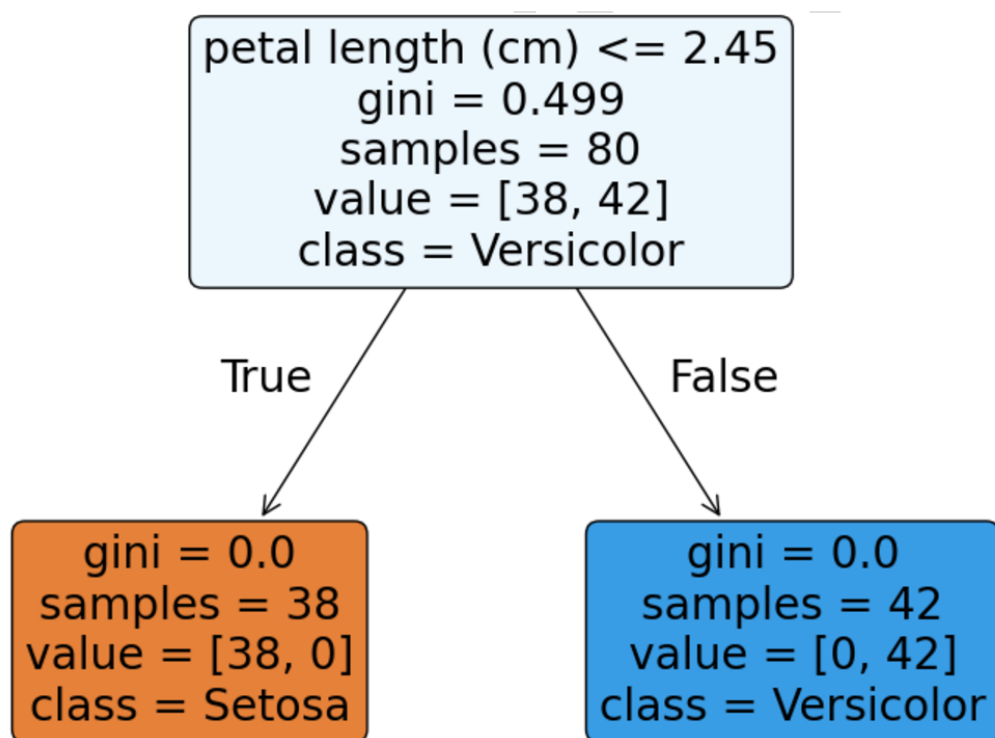 petal length (cm) <= 2.45
gini = 0.499
samples = 80
value = [38, 42]
class = Versicolor
True
False
gini = 0.0
samples = 38
value = [38, 0]
class = Setosa
gini = 0.0
samples = 42
value = [0, 42]
class = Versicolor